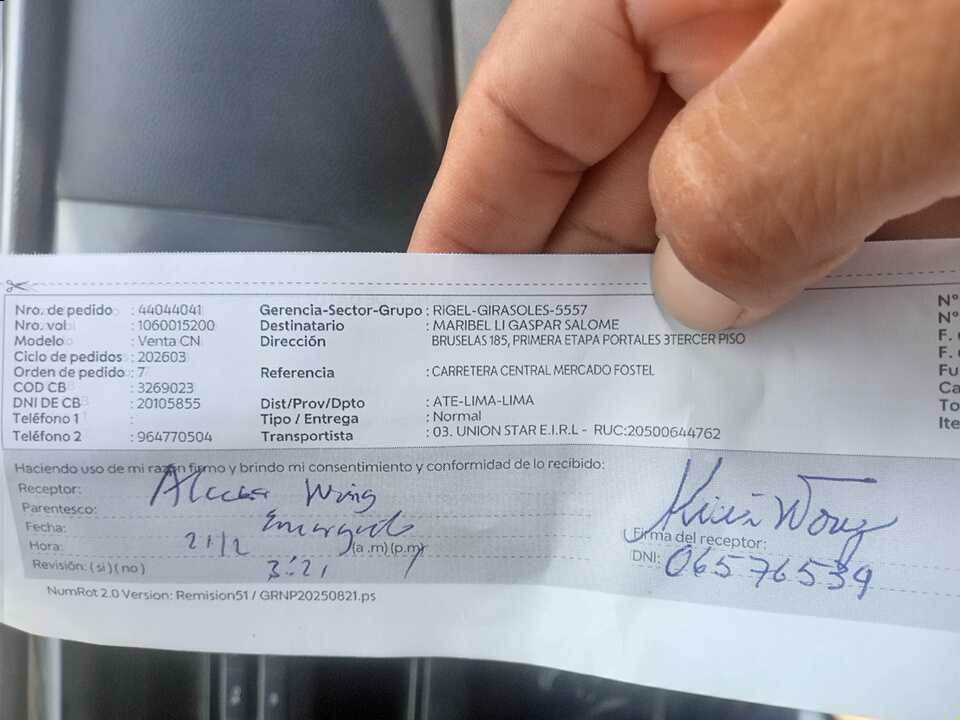 Nro. de pedido : 44044041
Nro. vol : 1060015200
Modelo : Venta CN
Ciclo de pedidos : 202603
Orden de pedido : 7
COD CB : 3269023
DNI DE CB : 20105855
Teléfono 1 :
Teléfono 2 : 964770504
Gerencia-Sector-Grupo : RIGEL-GIRASOLES-5557
Destinatario : MARIBEL LI GASPAR SALOME
Dirección BRUSELAS 185, PRIMERA ETAPA PORTALES 3TERCER PISO
Referencia : CARRETERA CENTRAL MERCADO FOSTEL
Dist/Prov/Dpto : ATE-LIMA-LIMA
Tipo / Entrega : Normal
Transportista : 03. UNION STAR E.I.R.L - RUC:20500644762
N°
N°
F.
F.
Fu
Ca
To
Ite
Haciendo uso de mi razón firmo y brindo mi consentimiento y conformidad de lo recibido:
Receptor:
Parentesco:
Fecha: 21/2
Hora: 3:21 (a .m) (p.m)
Revisión: ( si ) ( no )
Wong
Firma del receptor:
DNI: 06576539
NumRot 2.0 Version: Remision51 / GRNP20250821.ps